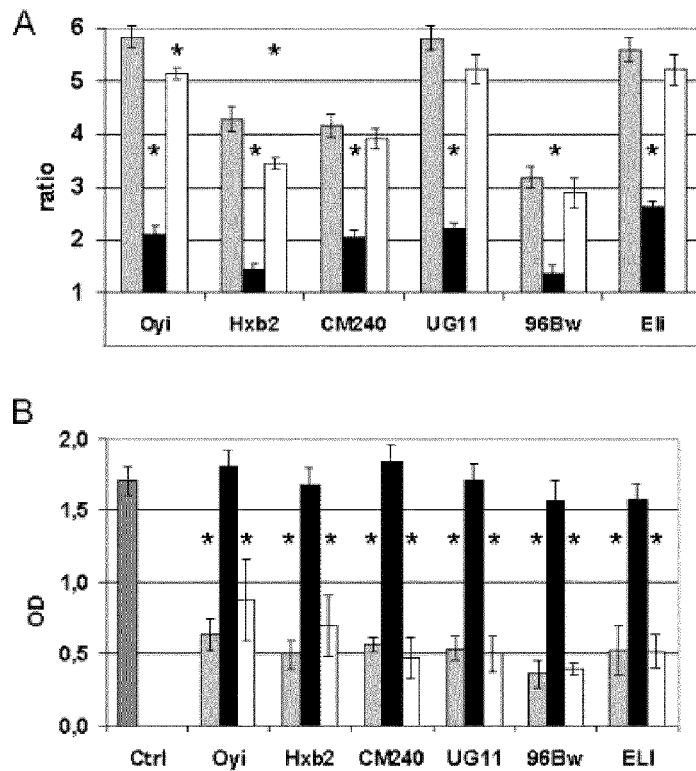 A
6
5
4
3
2
1
ratio
* * * * * * * *
Oyi Hxb2 CM240 UG11 96Bw Eli
B
2,0
1,5
1,0
0,5
0,0
OD
* * * * * * * * * * * *
Ctrl Oyi Hxb2 CM240 UG11 96Bw ELI